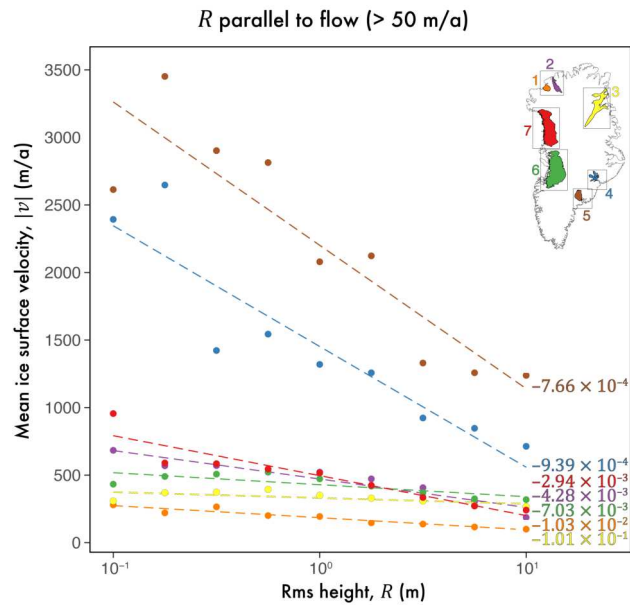 R parallel to flow (> 50 m/a)
3500
3000
2500
2000
1500
1000
500
0
Mean ice surface velocity, |v| (m/a)
10⁻¹
10⁰
10¹
Rms height, R (m)
1
2
3
7
6
4
5
−7.66 × 10⁻⁴
−9.39 × 10⁻⁴
−2.94 × 10⁻³
−4.28 × 10⁻³
−7.03 × 10⁻³
−1.03 × 10⁻²
−1.01 × 10⁻¹